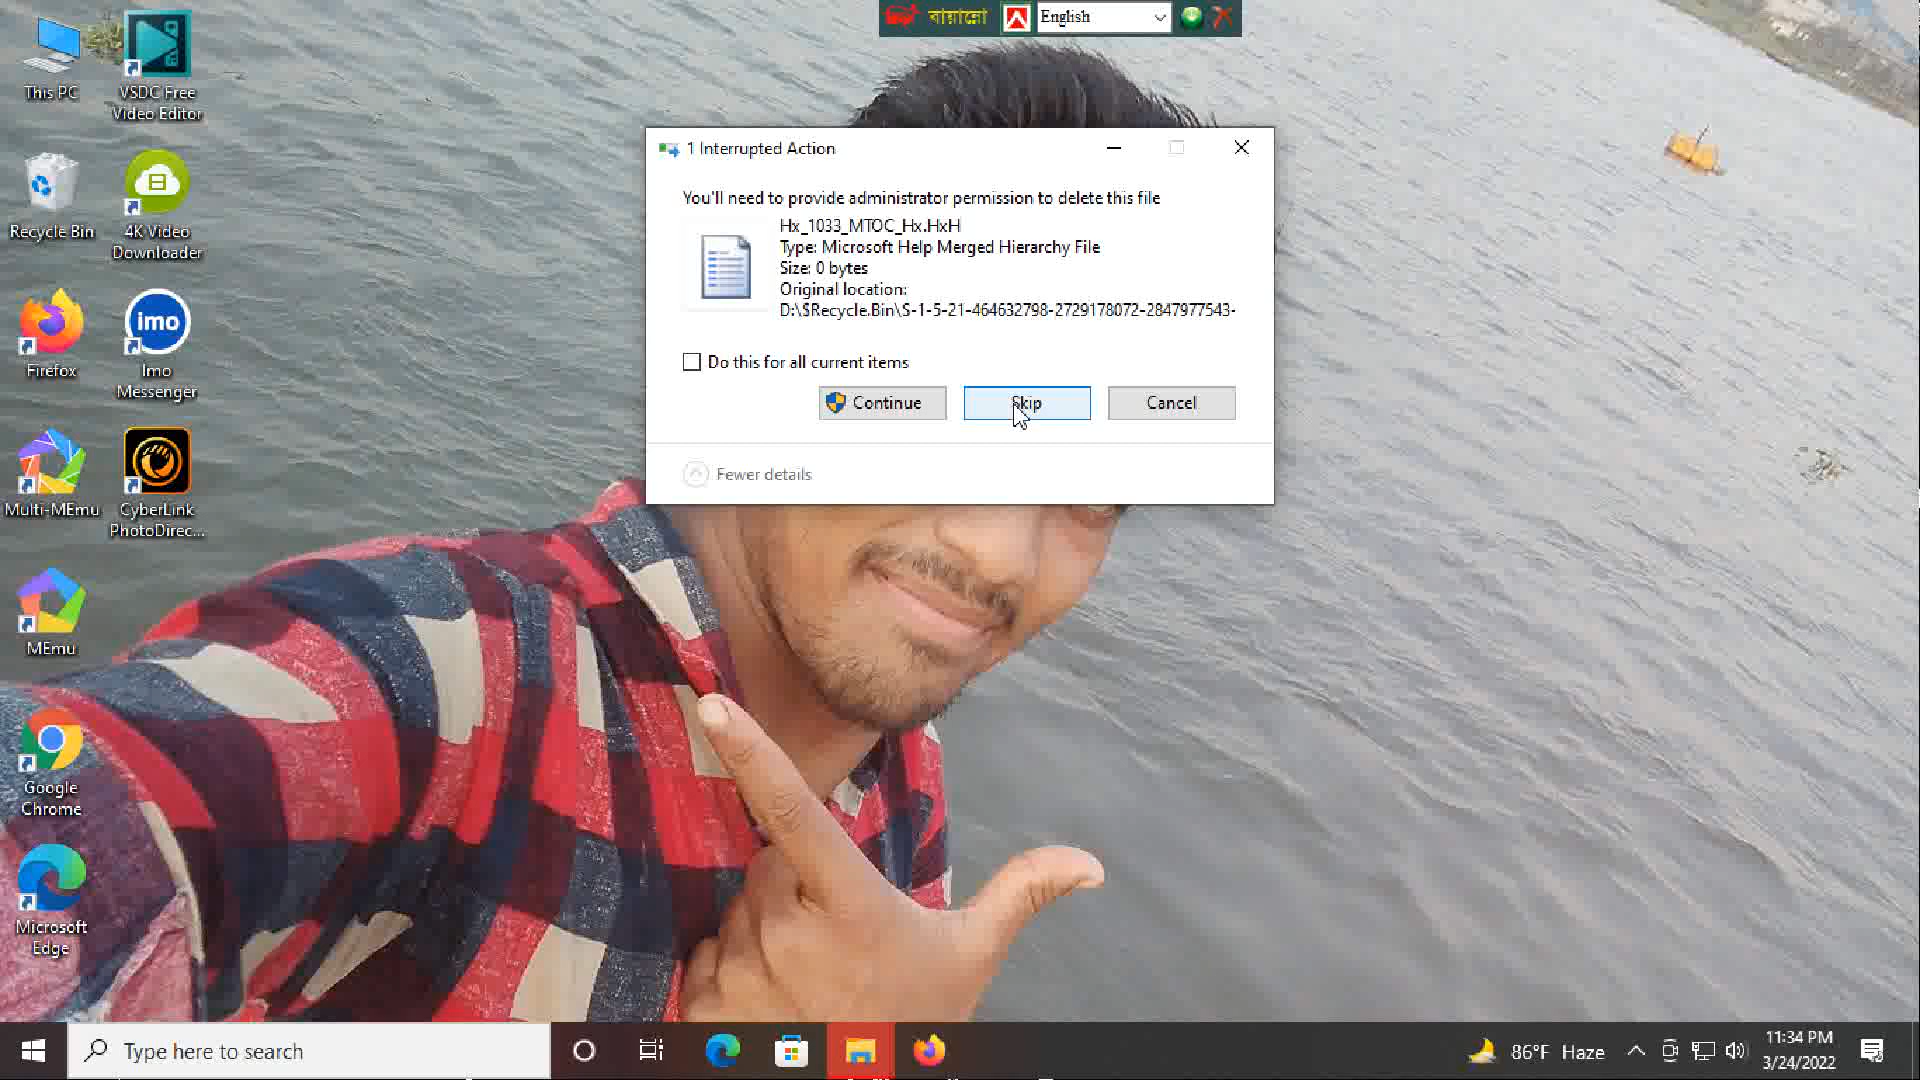 বায়ান্নো
English
This PC
VSDC Free
Video Editor
Recycle Bin
4K Video
Downloader
Firefox
imo
Imo
Messenger
Multi-MEmu
CyberLink
PhotoDirec...
MEmu
Google
Chrome
Microsoft
Edge
1 Interrupted Action
You'll need to provide administrator permission to delete this file
Hx_1033_MTOC_Hx.HxH
Type: Microsoft Help Merged Hierarchy File
Size: 0 bytes
Original location:
D:\$Recycle.Bin\S-1-5-21-464632798-2729178072-2847977543-
Do this for all current items
Continue
Skip
Cancel
Fewer details
Type here to search
86°F Haze
11:34 PM
3/24/2022